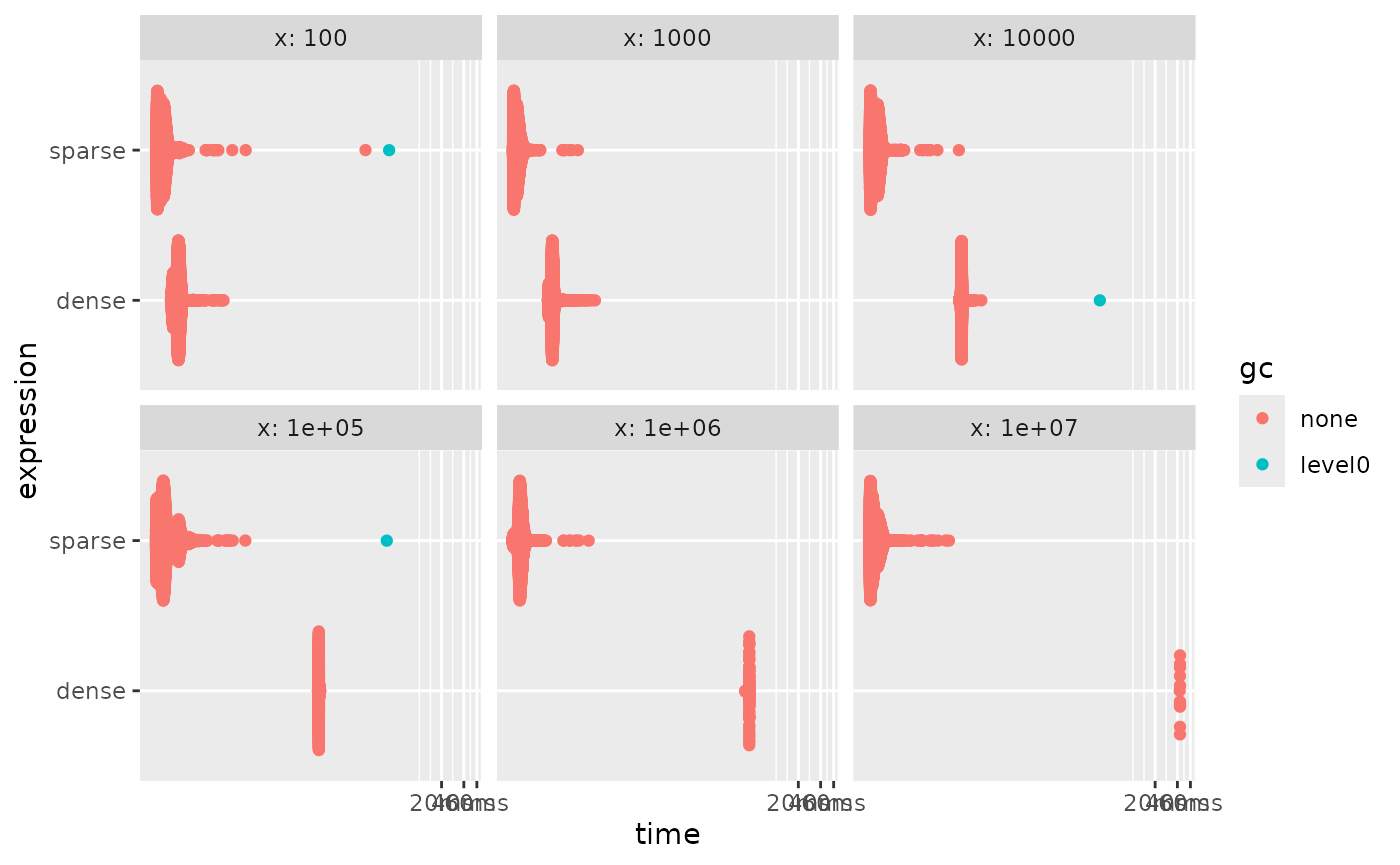 x: 100
x: 1000
x: 10000
sparse
dense
x: 1e+05
x: 1e+06
x: 1e+07
sparse
dense
expression
time
gc
none
level0